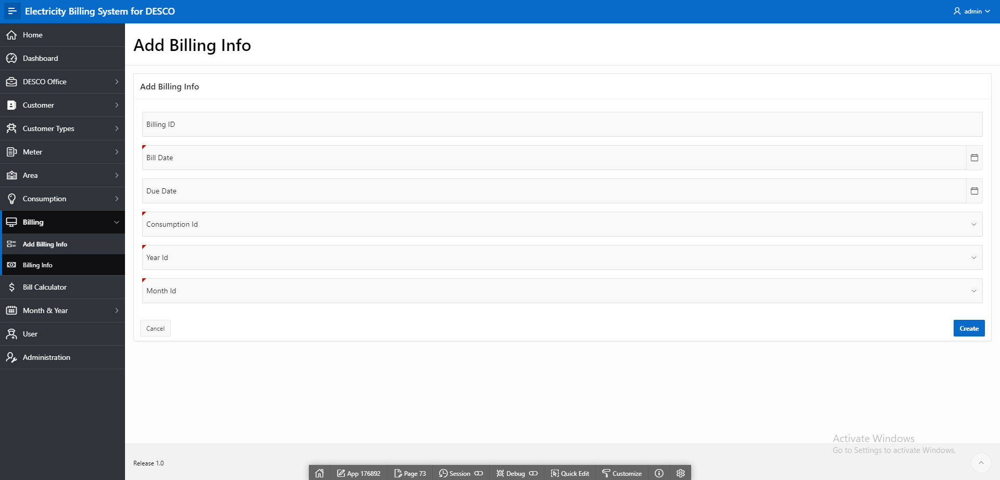 Electricity Billing System for DESCO
admin
Home
Dashboard
DESCO Office
Customer
Customer Types
Meter
Area
Consumption
Billing
Add Billing Info
Billing Info
Bill Calculator
Month & Year
User
Administration
Add Billing Info
Add Billing Info
Billing ID
Bill Date
Due Date
Consumption Id
Year Id
Month Id
Cancel
Create
Activate Windows
Go to Settings to activate Windows.
Release 1.0
App 176892
Page 73
Session
Debug
Quick Edit
Customize